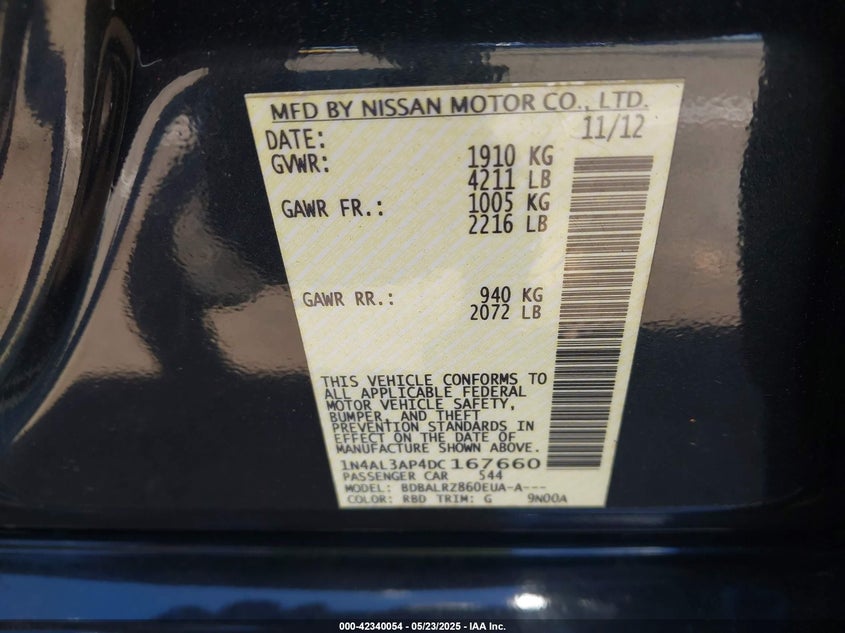 MFD BY NISSAN MOTOR CO., LTD.
DATE: 11/12
GVWR: 1910 KG
4211 LB
GAWR FR.: 1005 KG
2216 LB
GAWR RR.: 940 KG
2072 LB
THIS VEHICLE CONFORMS TO
ALL APPLICABLE FEDERAL
MOTOR VEHICLE SAFETY,
BUMPER, AND THEFT
PREVENTION STANDARDS IN
EFFECT ON THE DATE OF
MANUFACTURE SHOWN ABOVE.
1N4AL3AP4DC167660
PASSENGER CAR 544
MODEL: BDBALRZ860EUA-A---
COLOR: RBD TRIM: G 9N00A
000-42340054 - 05/23/2025 - IAA Inc.